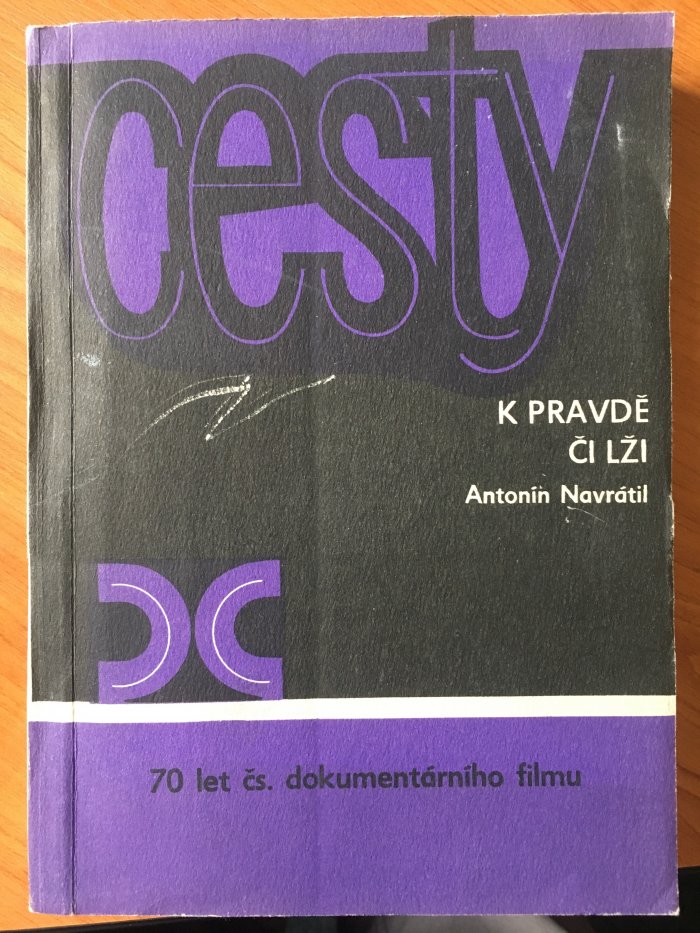 cesty
K PRAVDĚ
ČI LŽI
Antonín Navrátil
70 let čs. dokumentárního filmu